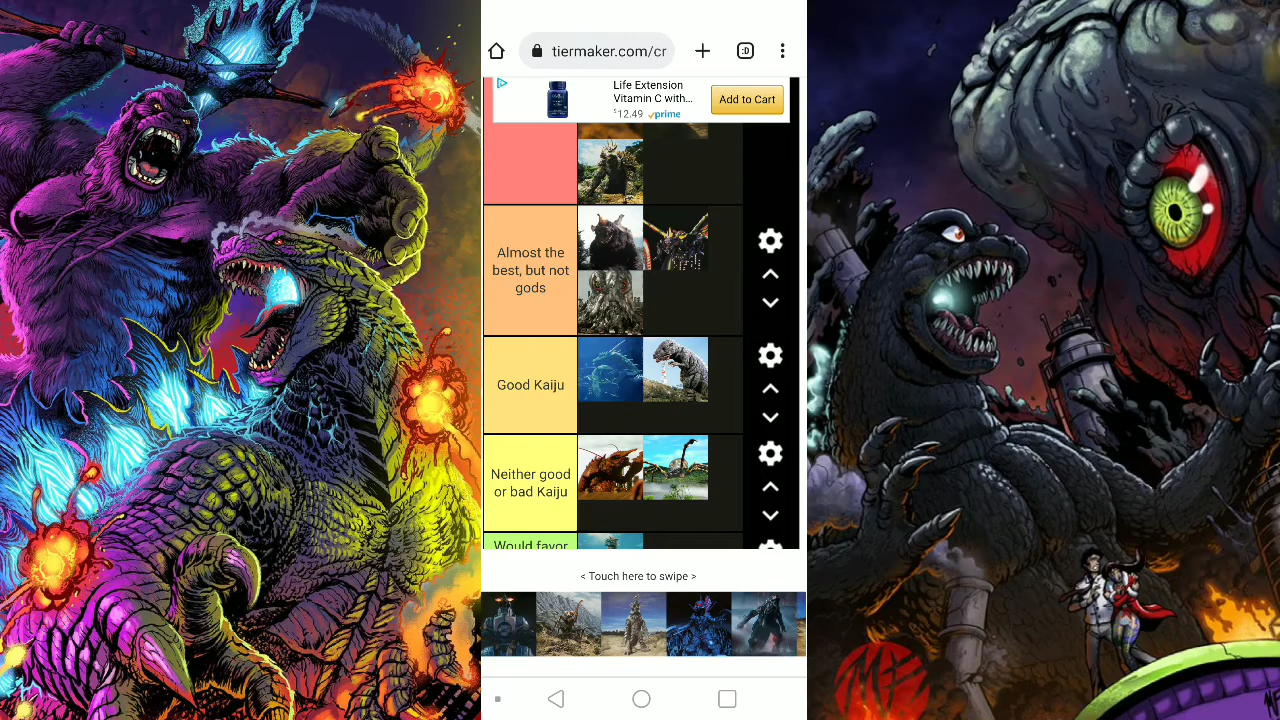 tiermaker.com/cr
:D
Life Extension
Vitamin C with...
$12.49 prime
Add to Cart
Almost the
best, but not
gods
Good Kaiju
Neither good
or bad Kaiju
Would favor
< Touch here to swipe >